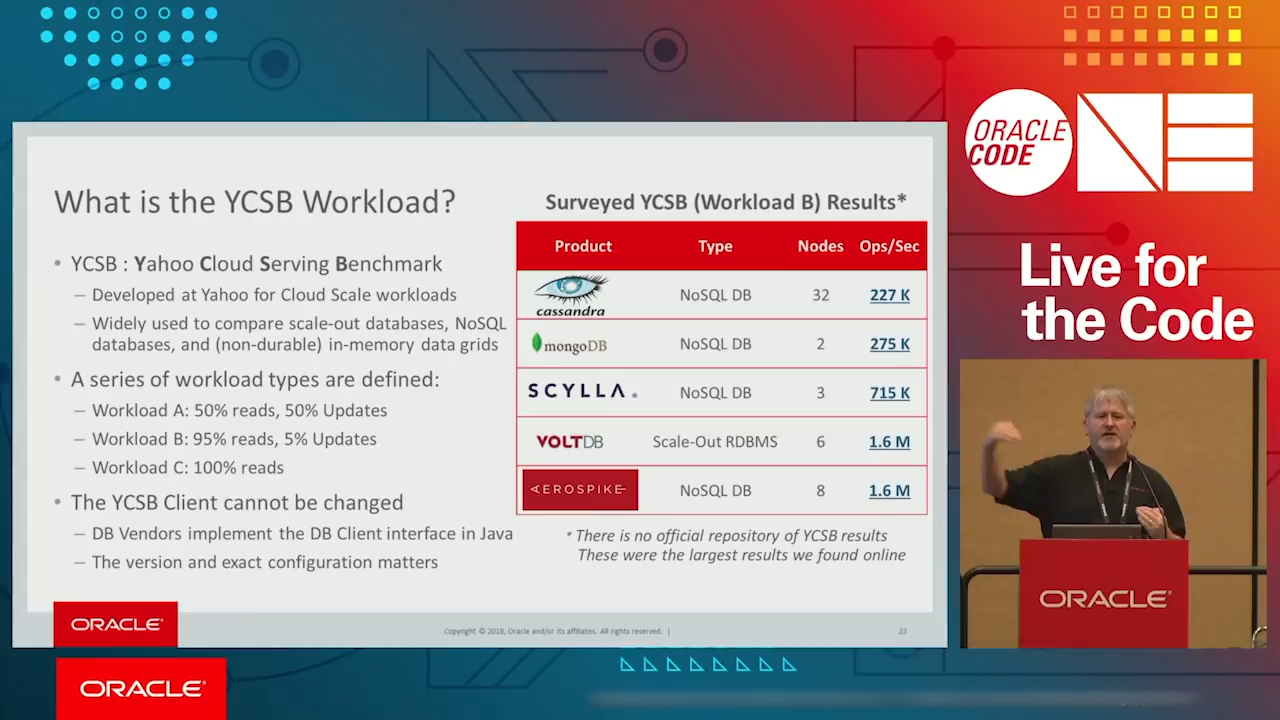 What is the YCSB Workload?
• YCSB : Yahoo Cloud Serving Benchmark
– Developed at Yahoo for Cloud Scale workloads
– Widely used to compare scale-out databases, NoSQL
databases, and (non-durable) in-memory data grids
• A series of workload types are defined:
– Workload A: 50% reads, 50% Updates
– Workload B: 95% reads, 5% Updates
– Workload C: 100% reads
• The YCSB Client cannot be changed
– DB Vendors implement the DB Client interface in Java
– The version and exact configuration matters
Surveyed YCSB (Workload B) Results*
Product Type Nodes Ops/Sec
cassandra NoSQL DB 32 227 K
mongoDB NoSQL DB 2 275 K
SCYLLA. NoSQL DB 3 715 K
VOLTDB Scale-Out RDBMS 6 1.6 M
AEROSPIKE NoSQL DB 8 1.6 M
* There is no official repository of YCSB results
These were the largest results we found online
ORACLE®
Copyright © 2018, Oracle and/or its affiliates. All rights reserved. |
23
ORACLE®
ORACLE
CODE
ONE
Live for
the Code
ORACLE®